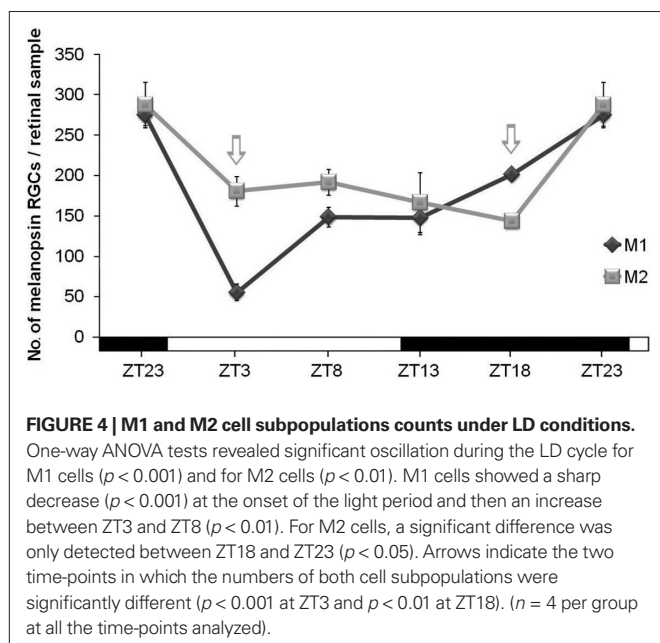 No. of melanopsin RGCs / retinal sample
350
300
250
200
150
100
50
0
M1
M2
ZT23 ZT3 ZT8 ZT13 ZT18 ZT23
FIGURE 4 | M1 and M2 cell subpopulations counts under LD conditions.
One-way ANOVA tests revealed significant oscillation during the LD cycle for
M1 cells (p < 0.001) and for M2 cells (p < 0.01). M1 cells showed a sharp
decrease (p < 0.001) at the onset of the light period and then an increase
between ZT3 and ZT8 (p < 0.01). For M2 cells, a significant difference was
only detected between ZT18 and ZT23 (p < 0.05). Arrows indicate the two
time-points in which the numbers of both cell subpopulations were
significantly different (p < 0.001 at ZT3 and p < 0.01 at ZT18). (n = 4 per group
at all the time-points analyzed).